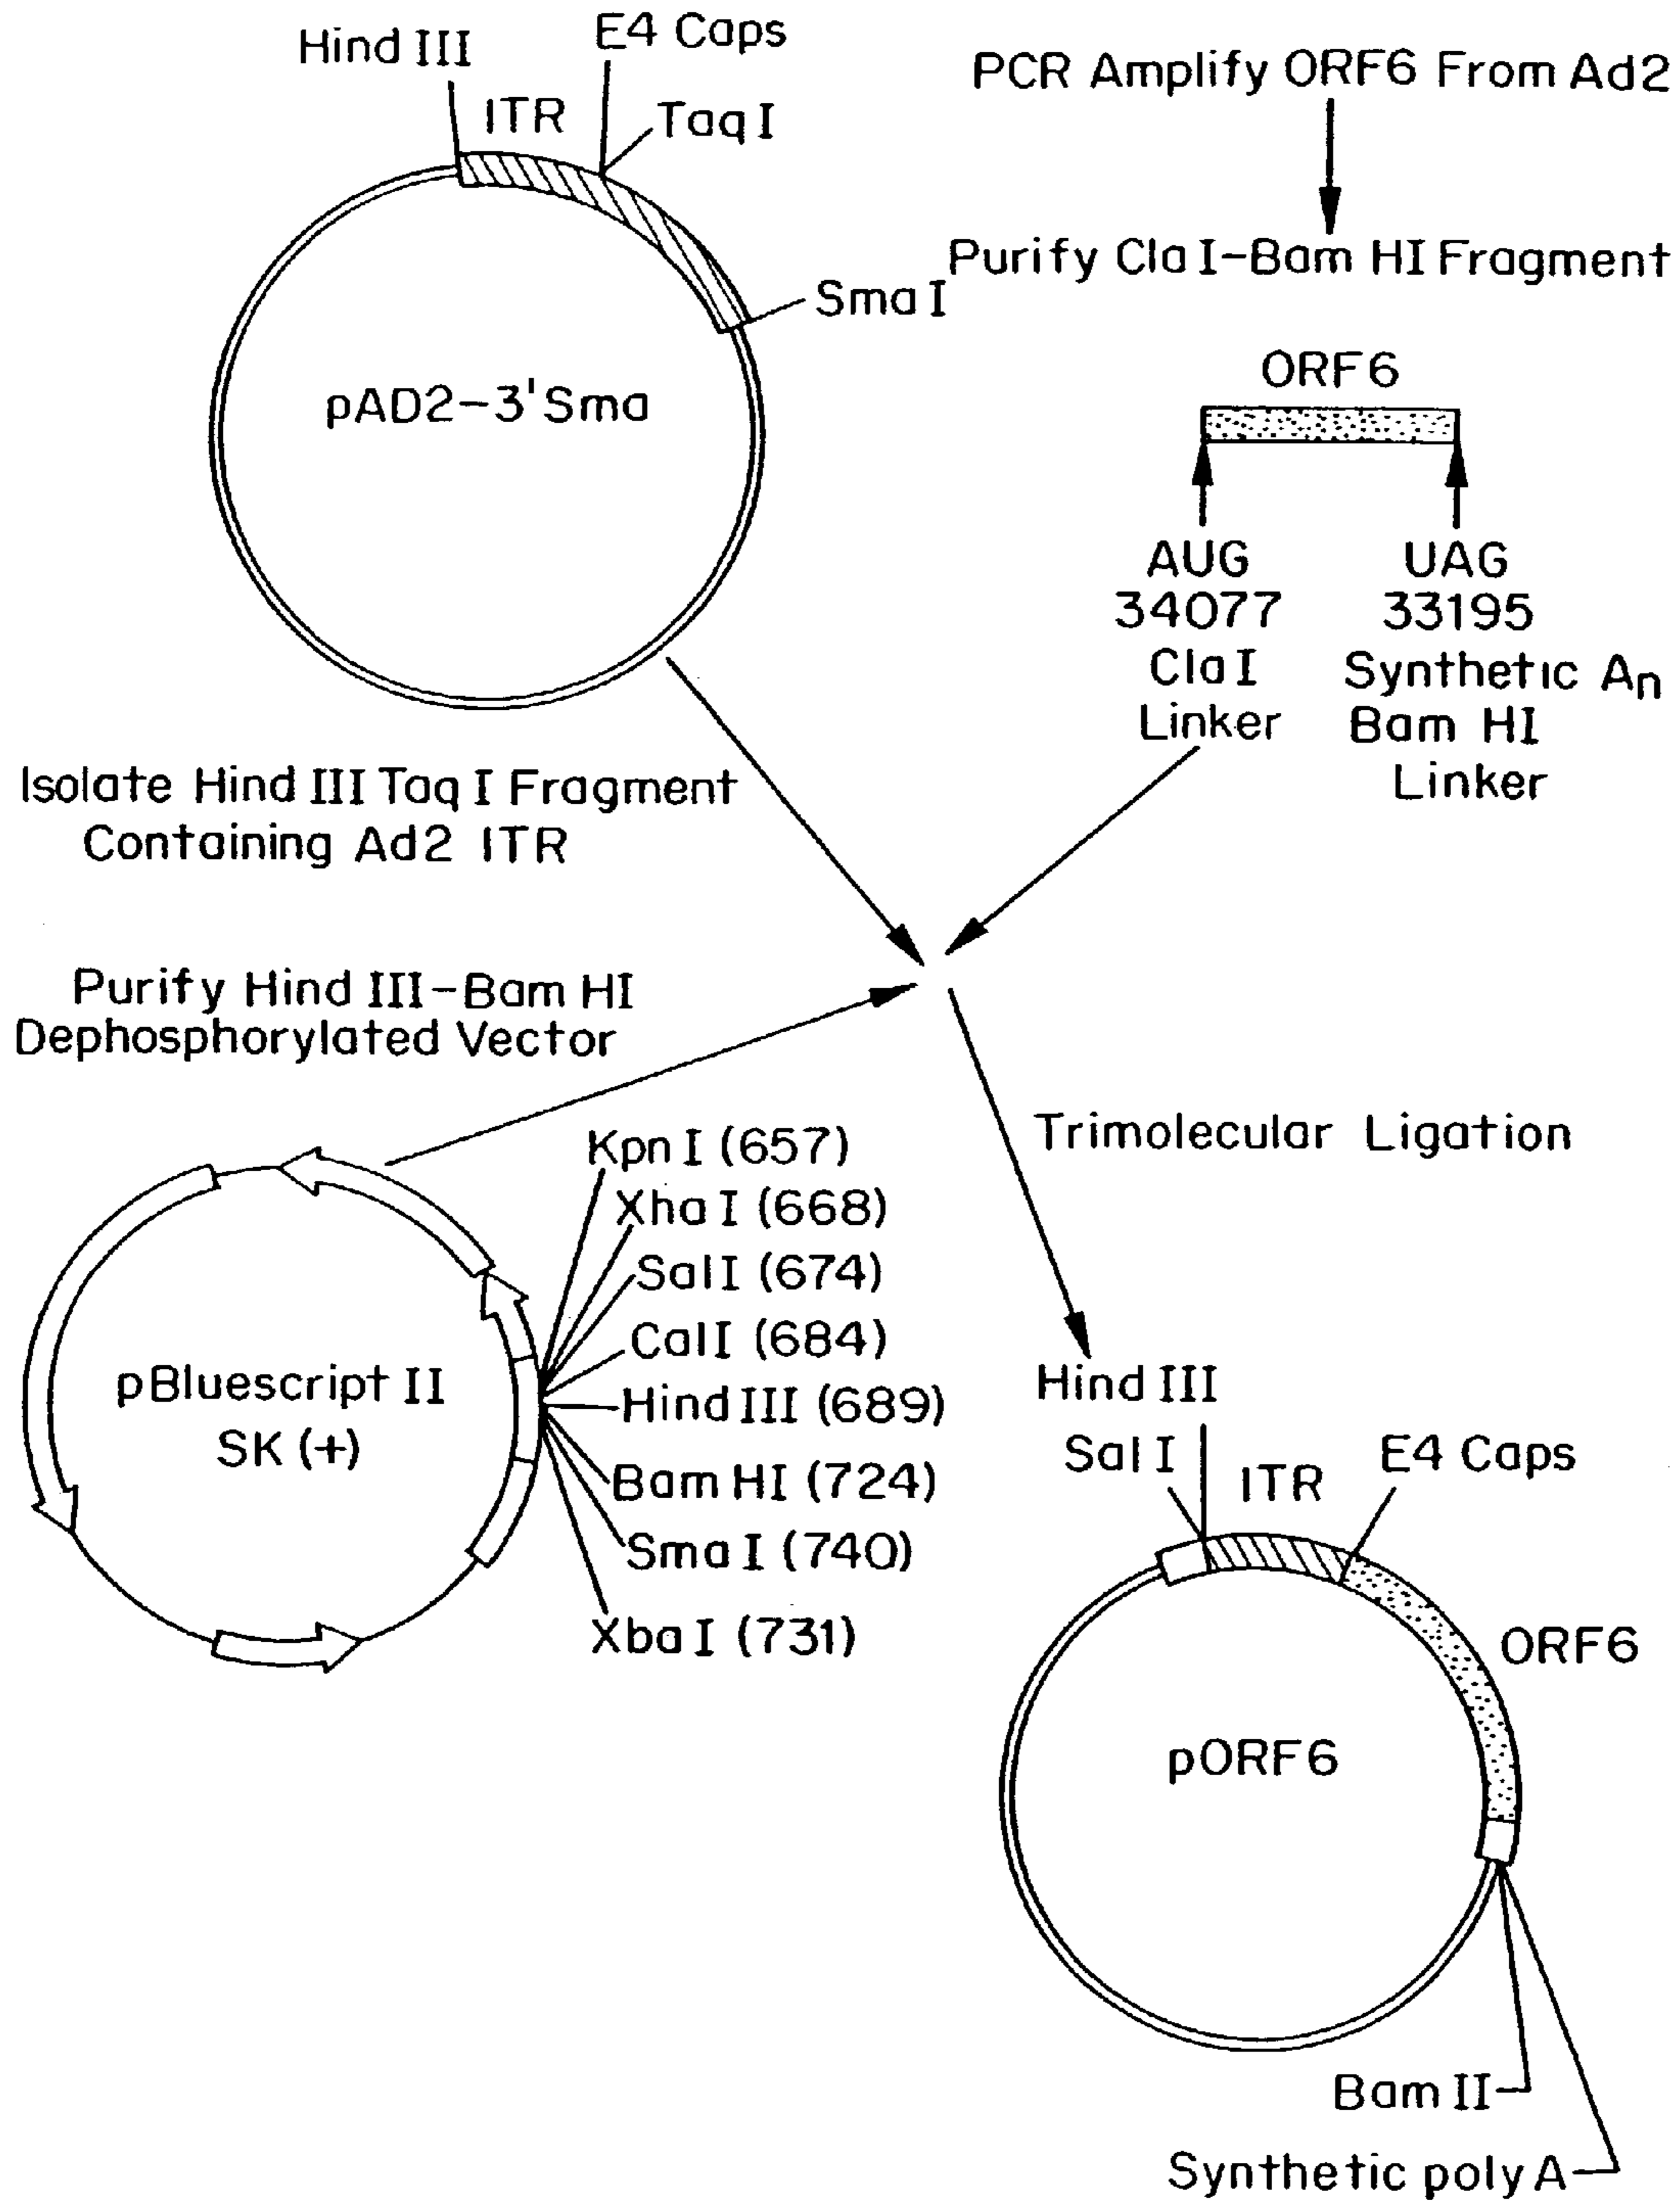 Hind III
E4 Caps
ITR
Taq I
Sma I
pAD2-3'Sma
PCR Amplify ORF6 From Ad2
Purify Cla I-Bam HI Fragment
ORF6
AUG
34077
Cla I
Linker
UAG
33195
Synthetic An
Bam HI
Linker
Isolate Hind III Taq I Fragment
Containing Ad2 ITR
Purify Hind III-Bam HI
Dephosphorylated Vector
pBluescript II
SK (+)
Kpn I (657)
Xha I (668)
Sal I (674)
Cal I (684)
Hind III (689)
Bam HI (724)
Sma I (740)
Xba I (731)
Trimolecular Ligation
Hind III
Sal I
ITR
E4 Caps
ORF6
pORF6
Bam II
Synthetic poly A